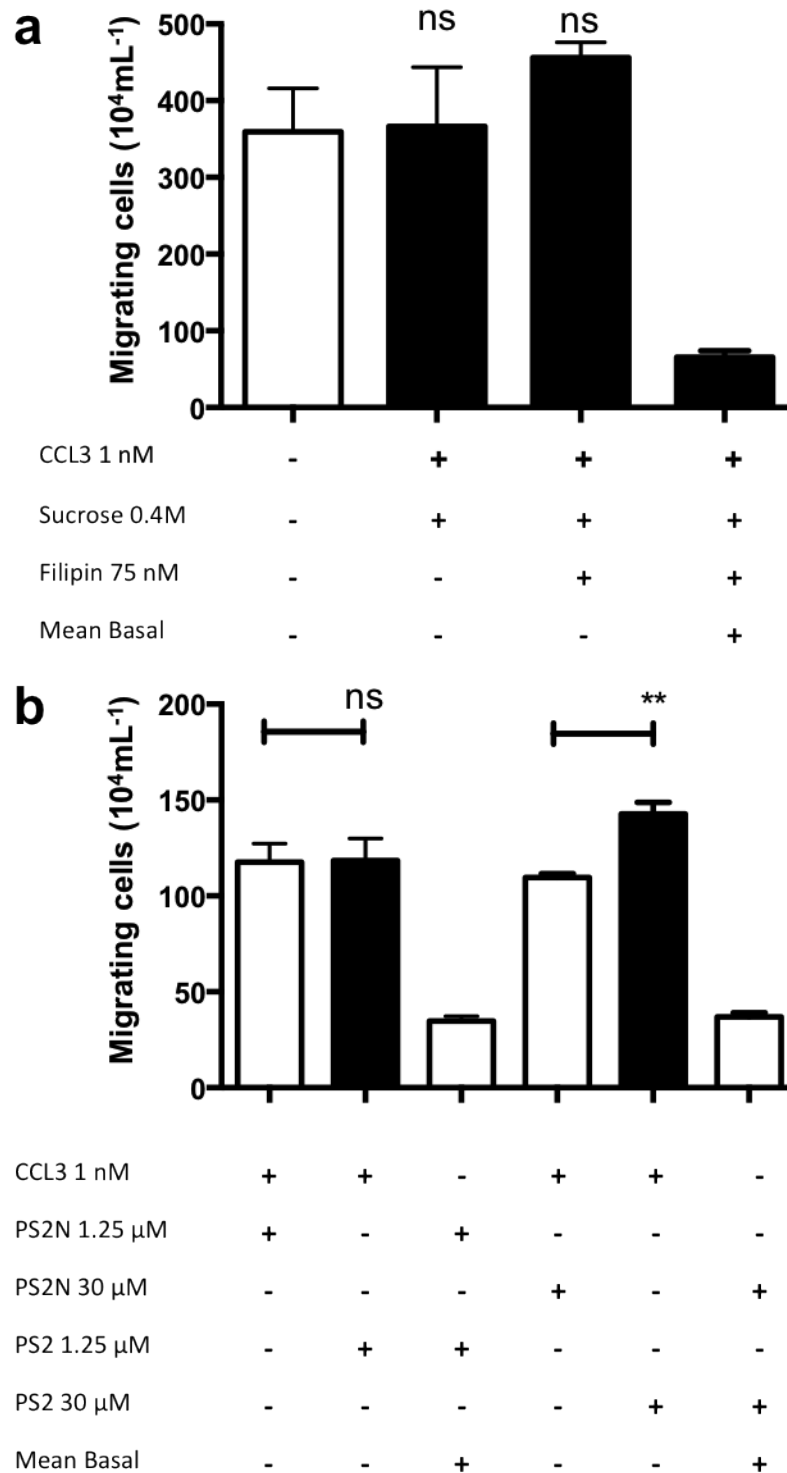 a
Migrating cells (10⁴mL⁻¹)
500
400
300
200
100
0
ns
ns
CCL3 1 nM - + + +
Sucrose 0.4M - + + +
Filipin 75 nM - - + +
Mean Basal - - - +
b
Migrating cells (10⁴mL⁻¹)
200
150
100
50
0
ns
**
CCL3 1 nM + + - + + -
PS2N 1.25 µM + - + - - -
PS2N 30 µM - - - + - +
PS2 1.25 µM - + + - - -
PS2 30 µM - - - - + +
Mean Basal - - + - - +